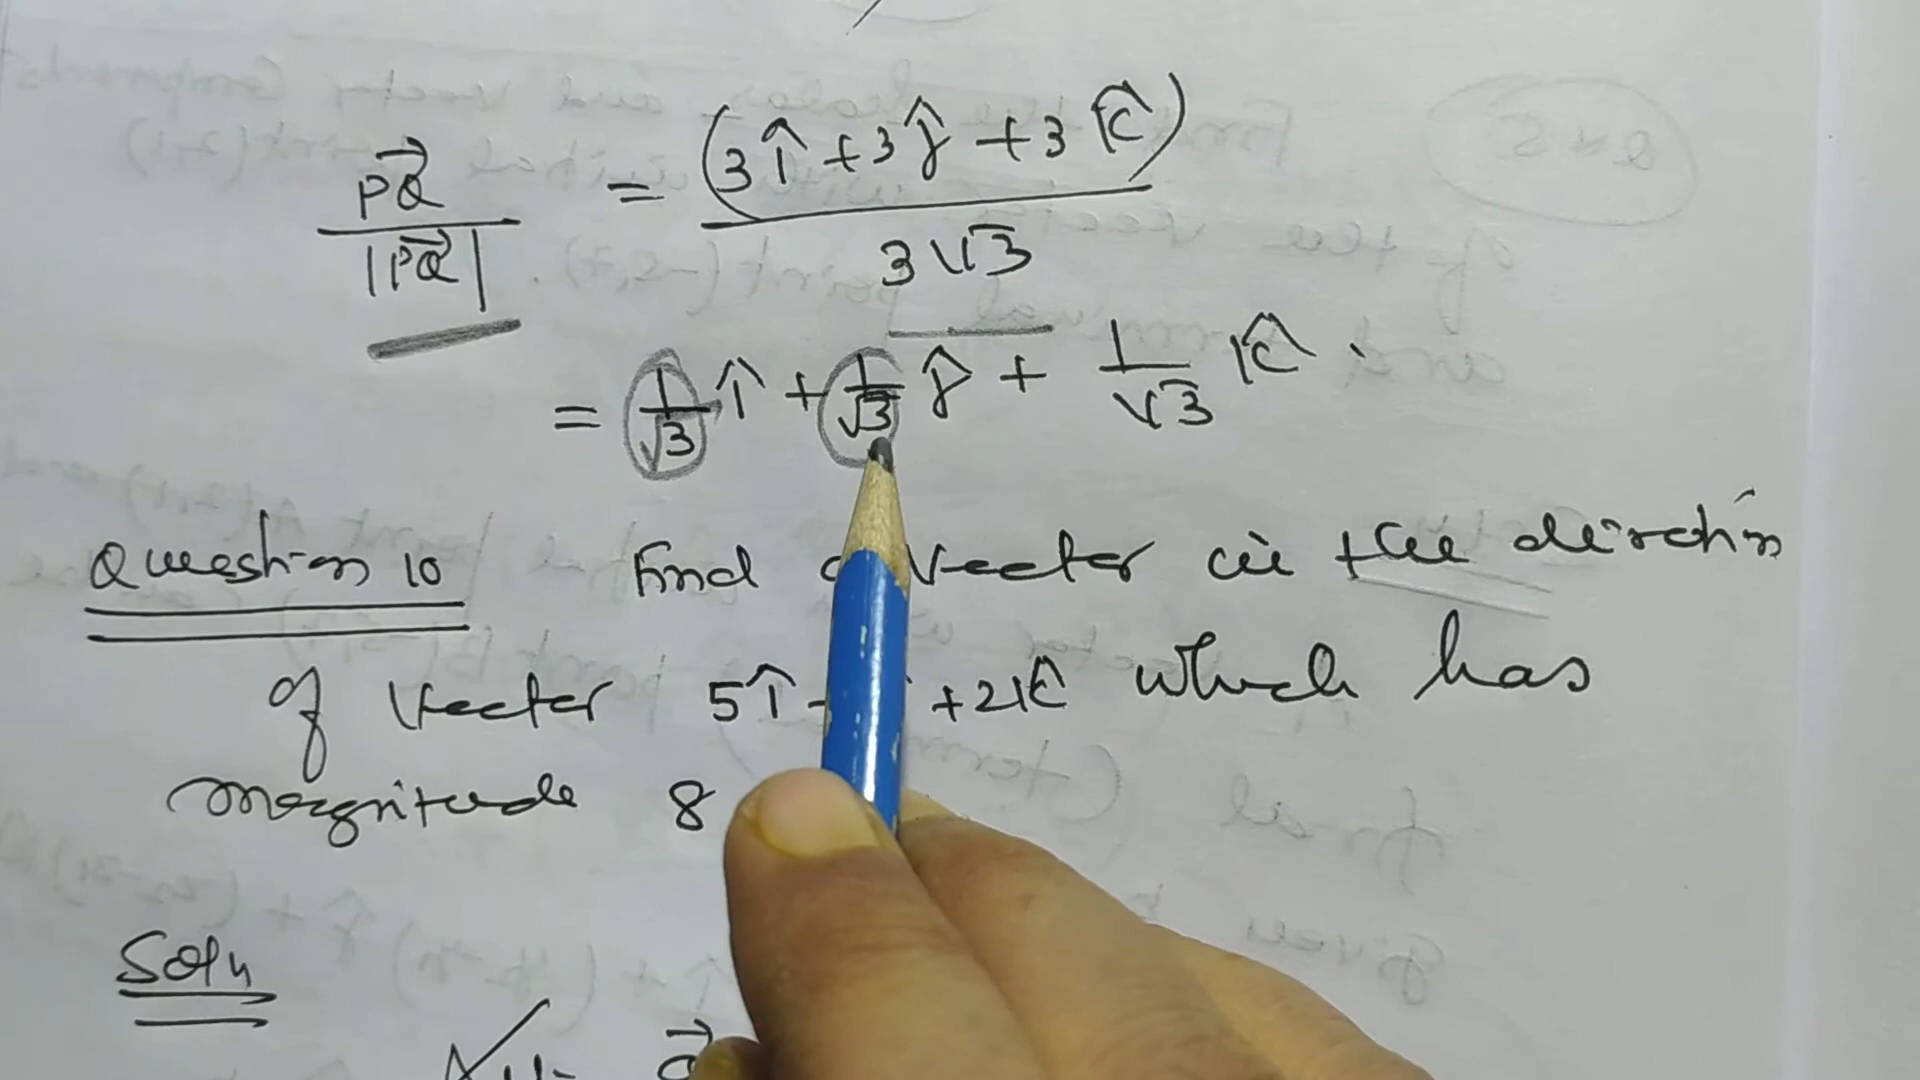 PQ⃗ / |PQ⃗| = (3î + 3ĵ + 3k̂) / 3√3
= 1/√3 î + 1/√3 ĵ + 1/√3 k̂
Question 10 Find a vector in the direction
of vector 5î - +2k̂ which has
magnitude 8
Soln